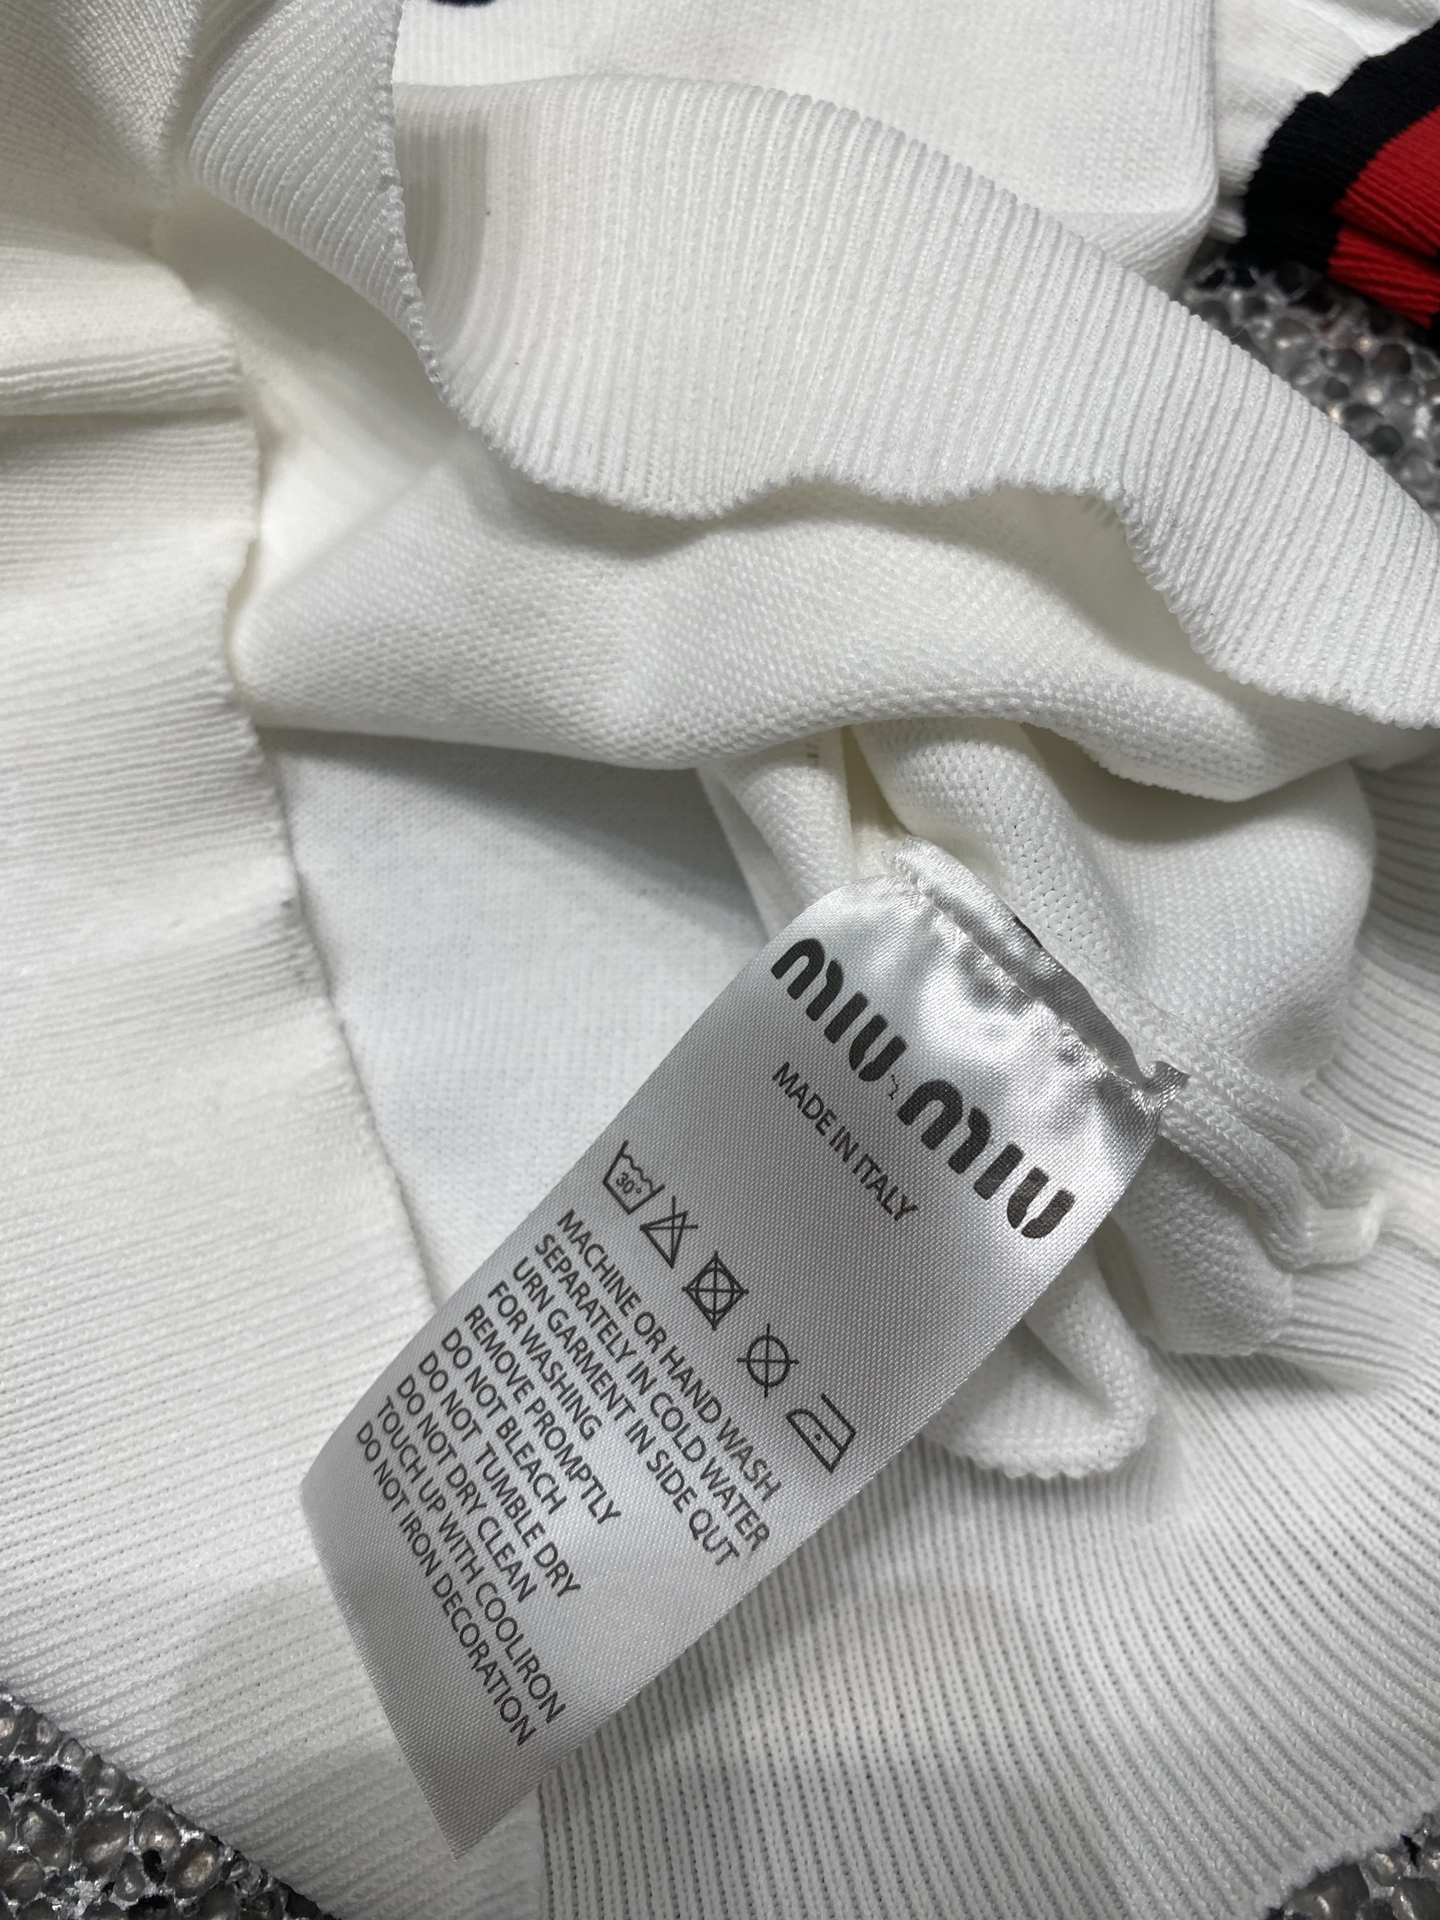 miu miu
MADE IN ITALY
30°
MACHINE OR HAND WASH
SEPARATELY IN COLD WATER
URN GARMENT IN SIDE QUT
FOR WASHING
REMOVE PROMPTLY
DO NOT BLEACH
DO NOT TUMBLE DRY
DO NOT DRY CLEAN
TOUCH UP WITH COOLIRON
DO NOT IRON DECORATION